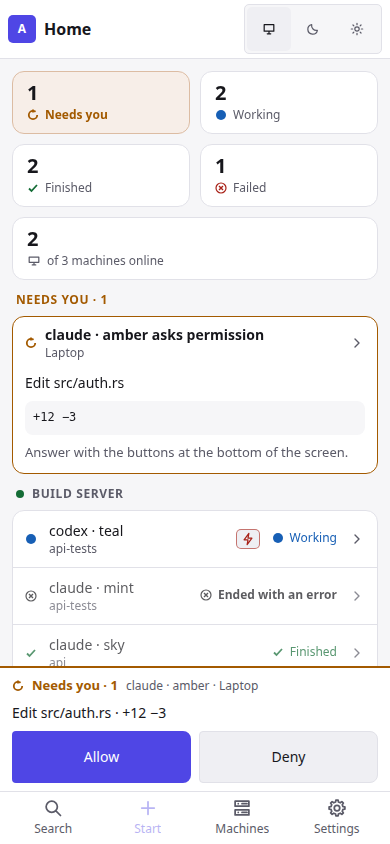 A Home
1
Needs you
2
Working
2
Finished
1
Failed
2
of 3 machines online
NEEDS YOU · 1
claude · amber asks permission
Laptop
Edit src/auth.rs
+12 −3
Answer with the buttons at the bottom of the screen.
BUILD SERVER
codex · teal
api-tests
Working
claude · mint
api-tests
Ended with an error
claude · sky
api
Finished
Needs you · 1 claude · amber · Laptop
Edit src/auth.rs · +12 −3
Allow
Deny
Search
Start
Machines
Settings